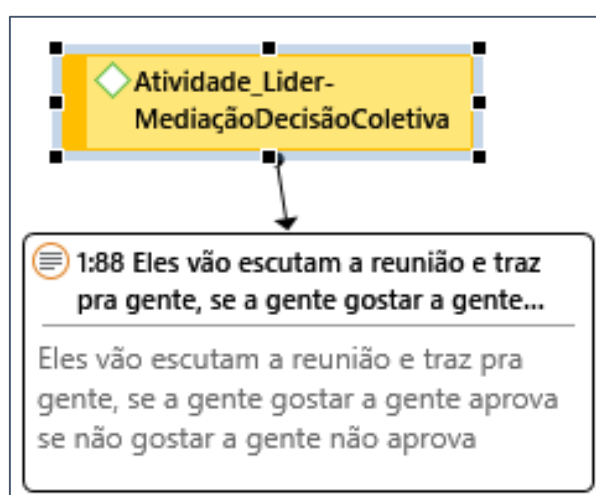 Atividade_Lider-
MediaçãoDecisãoColetiva
1:88 Eles vão escutam a reunião e traz
pra gente, se a gente gostar a gente...
Eles vão escutam a reunião e traz pra
gente, se a gente gostar a gente aprova
se não gostar a gente não aprova